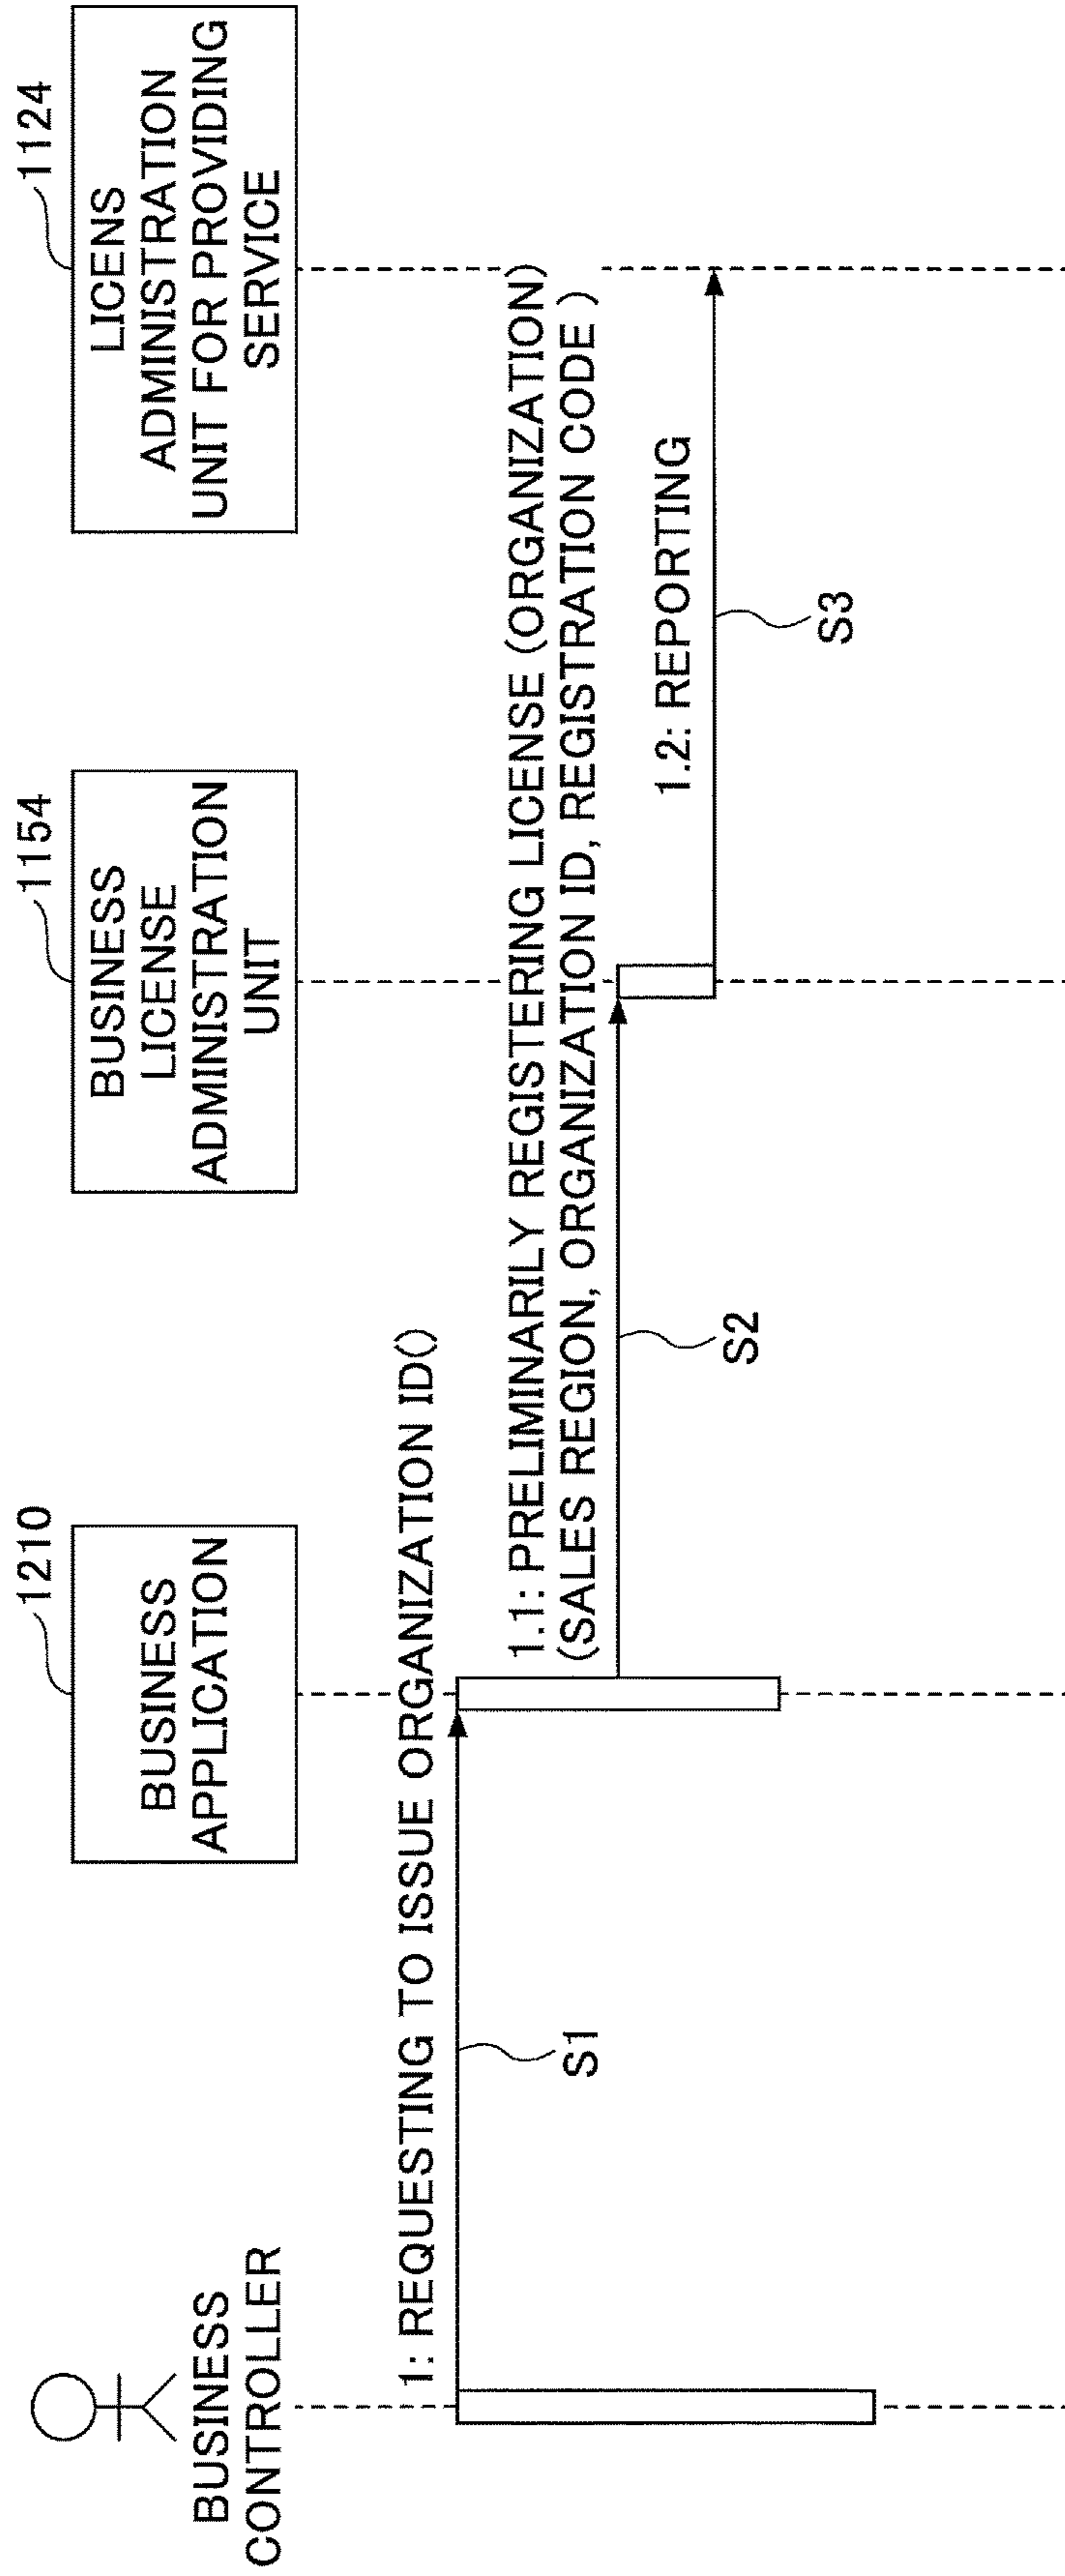 BUSINESS
CONTROLLER
1210
BUSINESS
APPLICATION
1154
BUSINESS
LICENSE
ADMINISTRATION
UNIT
1124
LICENS
ADMINISTRATION
UNIT FOR PROVIDING
SERVICE
1: REQUESTING TO ISSUE ORGANIZATION ID()
S1
1.1: PRELIMINARILY REGISTERING LICENSE (ORGANIZATION)
(SALES REGION, ORGANIZATION ID, REGISTRATION CODE )
S2
1.2: REPORTING
S3